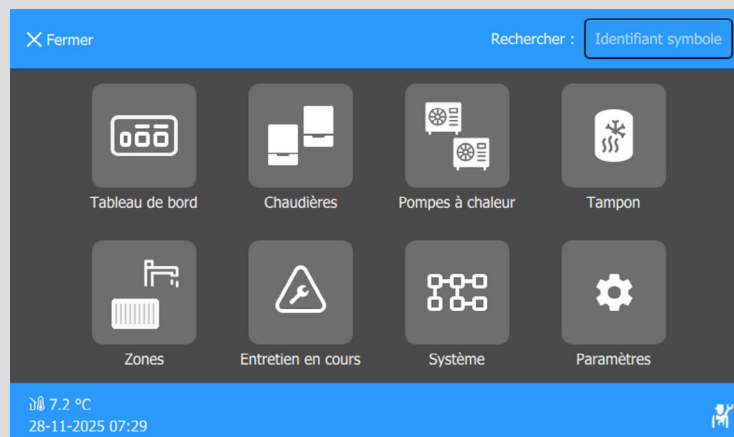 Fermer
Rechercher :
Identifiant symbole
Tableau de bord
Chaudières
Pompes à chaleur
Tampon
Zones
Entretien en cours
Système
Paramètres
7.2 °C
28-11-2025 07:29